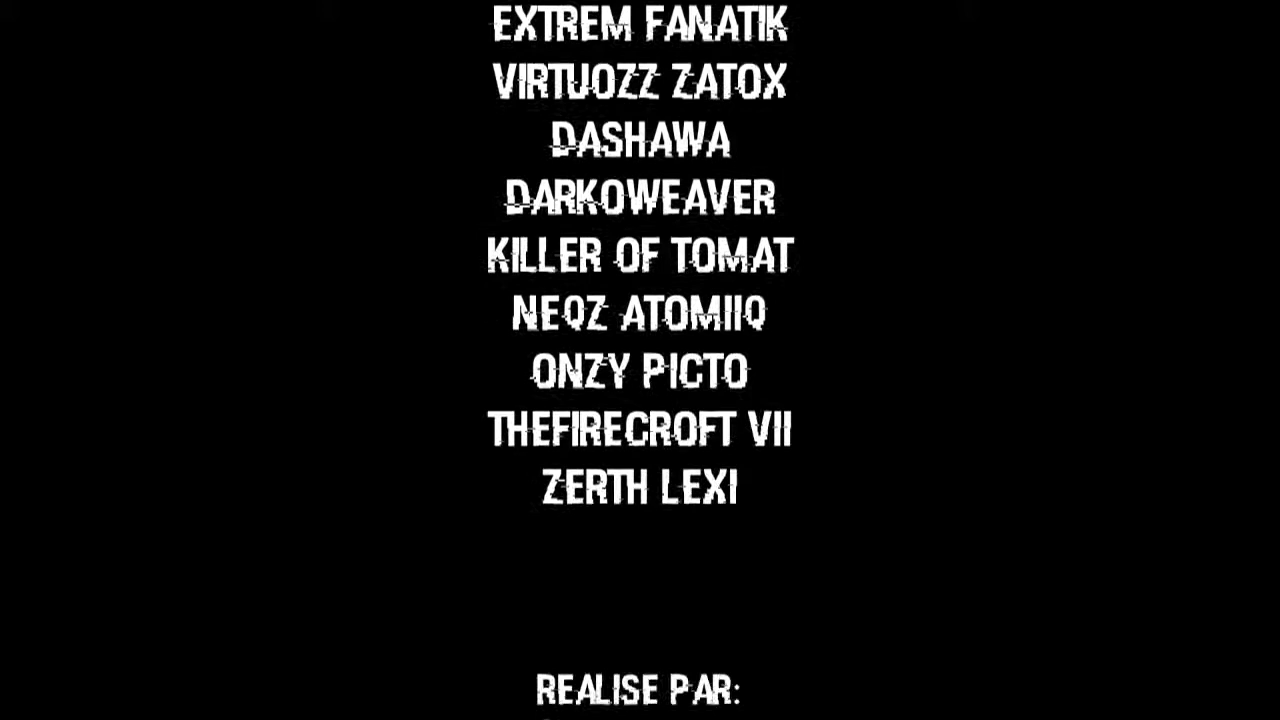 EXTREM FANATIK
VIRTUOZZ ZATOX
DASHAWA
DARKOWEAVER
KILLER OF TOMAT
NEQZ ATOMIIQ
ONZY PICTO
THEFIRECROFT VII
ZERTH LEXI
REALISE PAR: